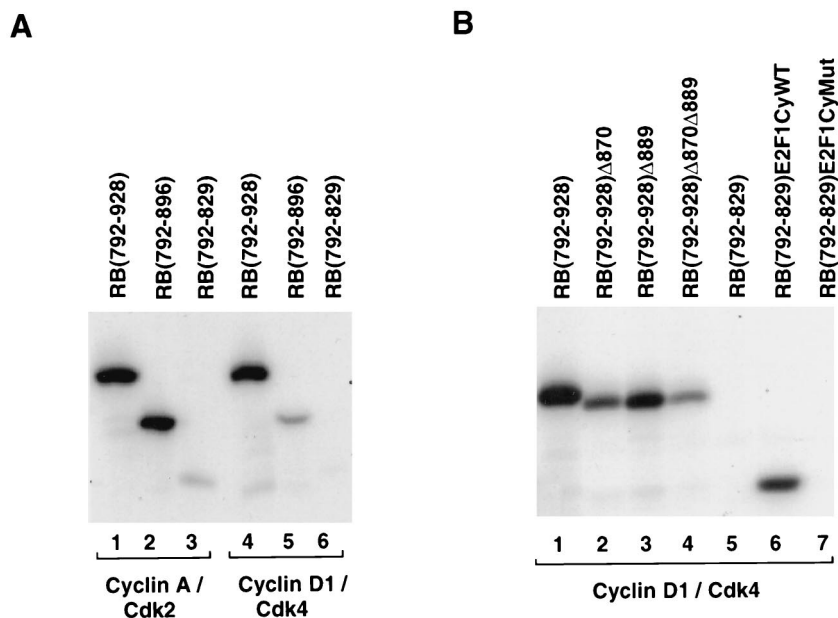 A
RB(792-928)
RB(792-896)
RB(792-829)
RB(792-928)
RB(792-896)
RB(792-829)
1 2 3 4 5 6
Cyclin A /
Cdk2
Cyclin D1 /
Cdk4
B
RB(792-928)
RB(792-928)Δ870
RB(792-928)Δ889
RB(792-928)Δ870Δ889
RB(792-829)
RB(792-829)E2F1CyWT
RB(792-829)E2F1CyMut
1 2 3 4 5 6 7
Cyclin D1 / Cdk4